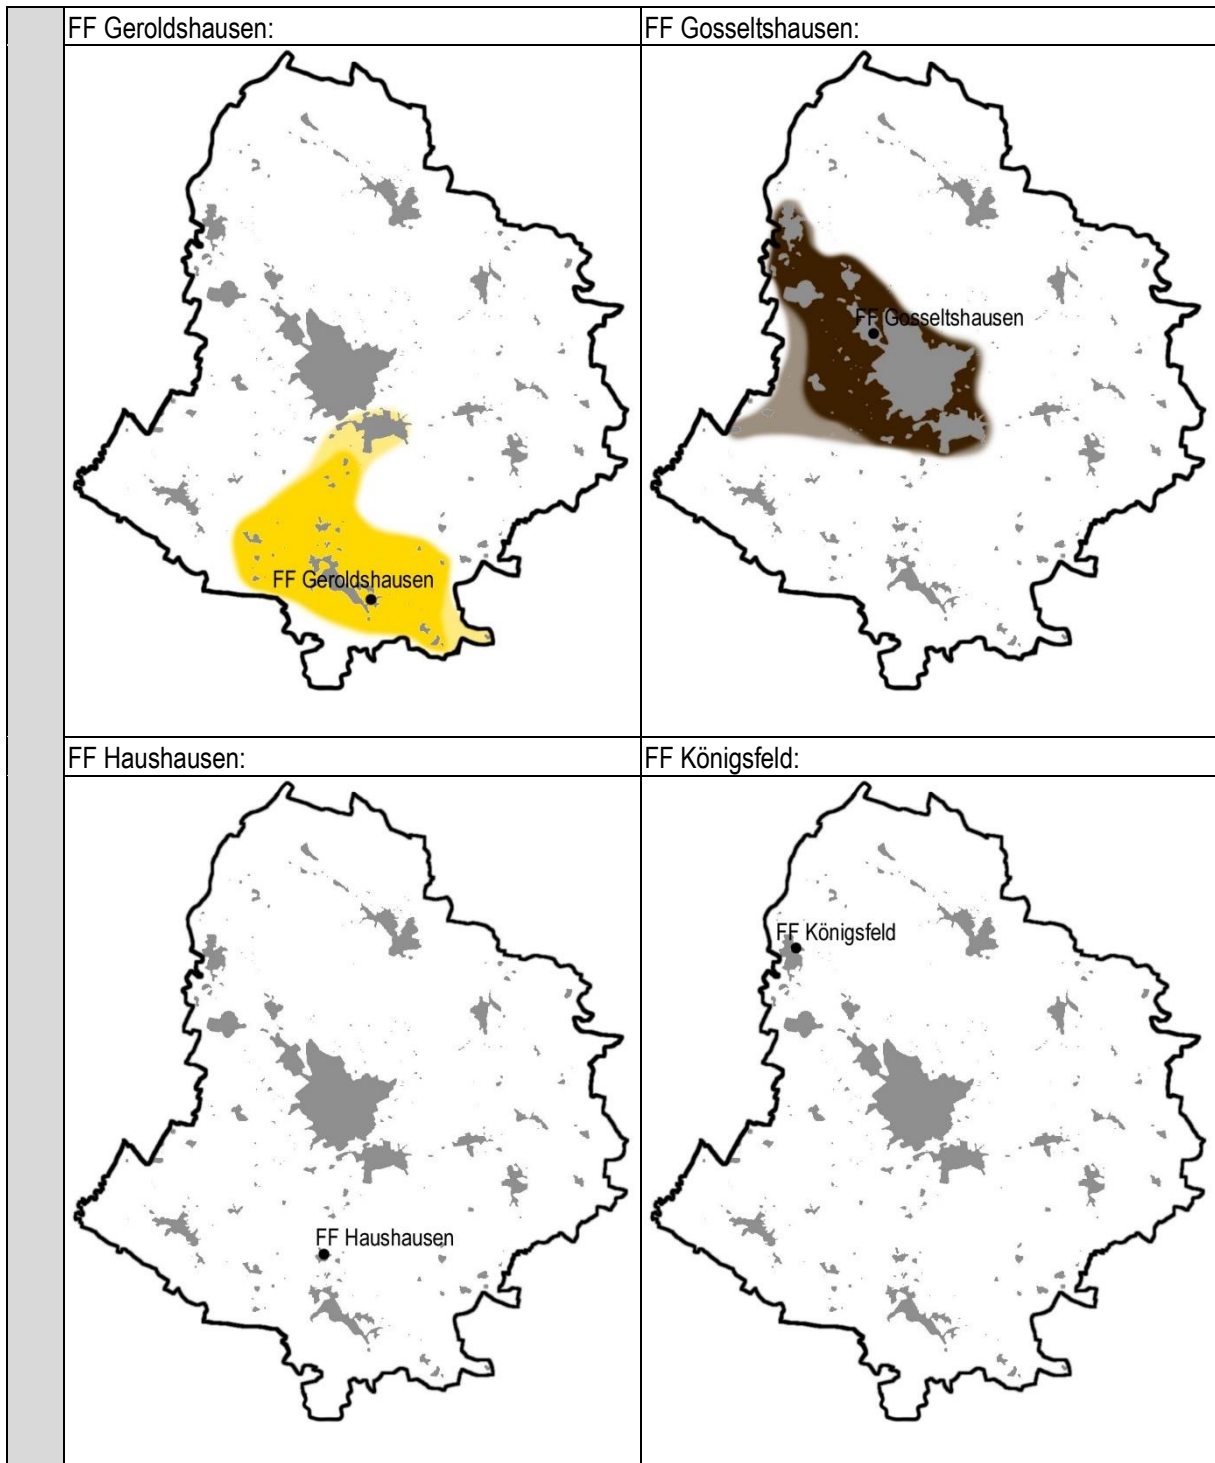 FF Geroldshausen:
FF Gosseltshausen:
FF Geroldshausen
FF Gosseltshausen
FF Haushausen:
FF Königsfeld:
FF Haushausen
FF Königsfeld